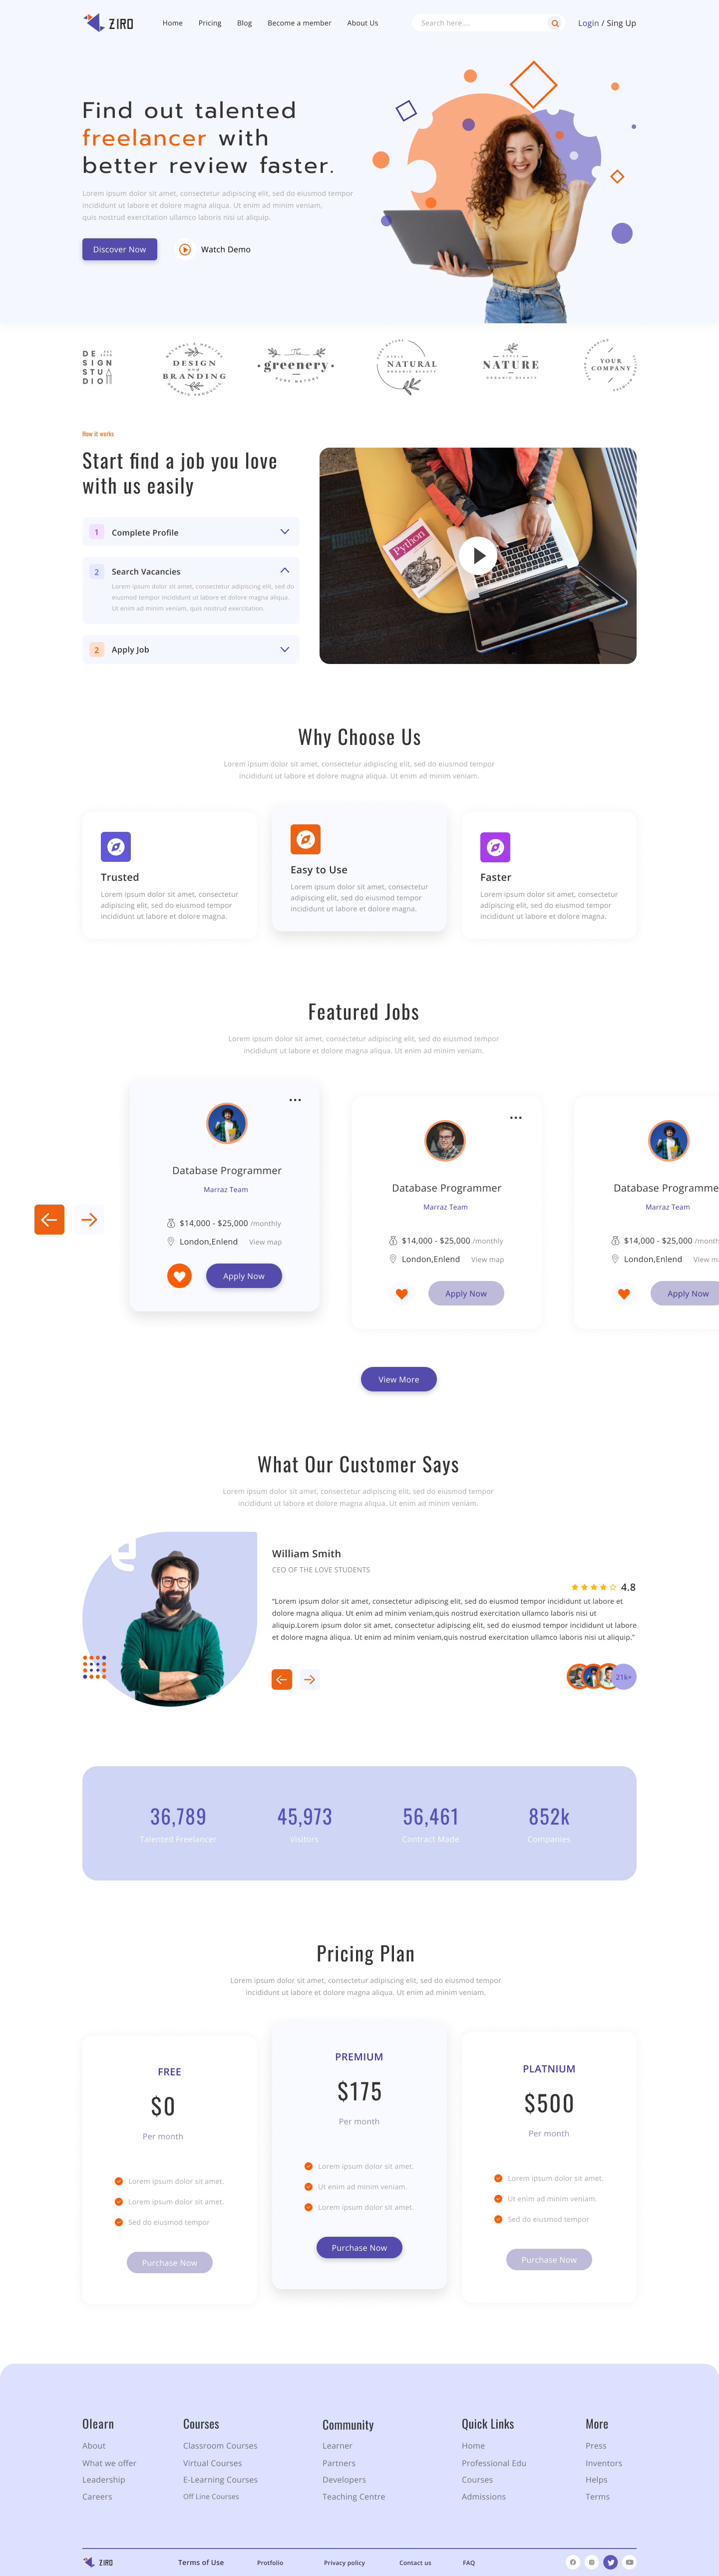 ZIRO
Home Pricing Blog Become a member About Us
Search here....
Login / Sing Up
Find out talented
freelancer with
better review faster.
Lorem ipsum dolor sit amet, consectetur adipiscing elit, sed do eiusmod tempor
incididunt ut labore et dolore magna aliqua. Ut enim ad minim veniam,
quis nostrud exercitation ullamco laboris nisi ut aliquip.
Discover Now
Watch Demo
DE
SIGN
STU
DIO
NATURAL & HEALTHY
DESIGN
and
BRANDING
ORGANIC PRODUCTS
The
greenery
PURE NATURE
STYLE
NATURAL
ORGANIC BEAUTY
STYLE
NATURE
ORGANIC BEAUTY
YOUR
COMPANY
How it works
Start find a job you love
with us easily
1 Complete Profile
2 Search Vacancies
Lorem ipsum dolor sit amet, consectetur adipiscing elit, sed do
eiusmod tempor incididunt ut labore et dolore magna aliqua.
Ut enim ad minim veniam, quis nostrud exercitation.
2 Apply Job
Python
Why Choose Us
Lorem ipsum dolor sit amet, consectetur adipiscing elit, sed do eiusmod tempor
incididunt ut labore et dolore magna aliqua. Ut enim ad minim veniam.
Trusted
Lorem ipsum dolor sit amet, consectetur
adipiscing elit, sed do eiusmod tempor
incididunt ut labore et dolore magna.
Easy to Use
Lorem ipsum dolor sit amet, consectetur
adipiscing elit, sed do eiusmod tempor
incididunt ut labore et dolore magna.
Faster
Lorem ipsum dolor sit amet, consectetur
adipiscing elit, sed do eiusmod tempor
incididunt ut labore et dolore magna.
Featured Jobs
Lorem ipsum dolor sit amet, consectetur adipiscing elit, sed do eiusmod tempor
incididunt ut labore et dolore magna aliqua. Ut enim ad minim veniam.
Database Programmer
Marraz Team
$14,000 - $25,000 /monthly
London,Enlend View map
Apply Now
Database Programmer
Marraz Team
$14,000 - $25,000 /monthly
London,Enlend View map
Apply Now
Database Programme
Marraz Team
$14,000 - $25,000 /month
London,Enlend View ma
Apply Now
View More
What Our Customer Says
Lorem ipsum dolor sit amet, consectetur adipiscing elit, sed do eiusmod tempor
incididunt ut labore et dolore magna aliqua. Ut enim ad minim veniam.
William Smith
CEO OF THE LOVE STUDENTS
4.8
"Lorem ipsum dolor sit amet, consectetur adipiscing elit, sed do eiusmod tempor incididunt ut labore et
dolore magna aliqua. Ut enim ad minim veniam,quis nostrud exercitation ullamco laboris nisi ut
aliquip.Lorem ipsum dolor sit amet, consectetur adipiscing elit, sed do eiusmod tempor incididunt ut labore
et dolore magna aliqua. Ut enim ad minim veniam,quis nostrud exercitation ullamco laboris nisi ut aliquip."
21k+
36,789 45,973 56,461 852k
Talented Freelancer Visitors Contract Made Companies
Pricing Plan
Lorem ipsum dolor sit amet, consectetur adipiscing elit, sed do eiusmod tempor
incididunt ut labore et dolore magna aliqua. Ut enim ad minim veniam.
FREE
$0
Per month
Lorem ipsum dolor sit amet.
Lorem ipsum dolor sit amet.
Sed do eiusmod tempor
Purchase Now
PREMIUM
$175
Per month
Lorem ipsum dolor sit amet.
Ut enim ad minim veniam.
Lorem ipsum dolor sit amet.
Purchase Now
PLATNIUM
$500
Per month
Lorem ipsum dolor sit amet.
Ut enim ad minim veniam.
Sed do eiusmod tempor
Purchase Now
Olearn
About
What we offer
Leadership
Careers
Courses
Classroom Courses
Virtual Courses
E-Learning Courses
Off Line Courses
Community
Learner
Partners
Developers
Teaching Centre
Quick Links
Home
Professional Edu
Courses
Admissions
More
Press
Inventors
Helps
Terms
ZIRO
Terms of Use Portfolio Privacy policy Contact us FAQ